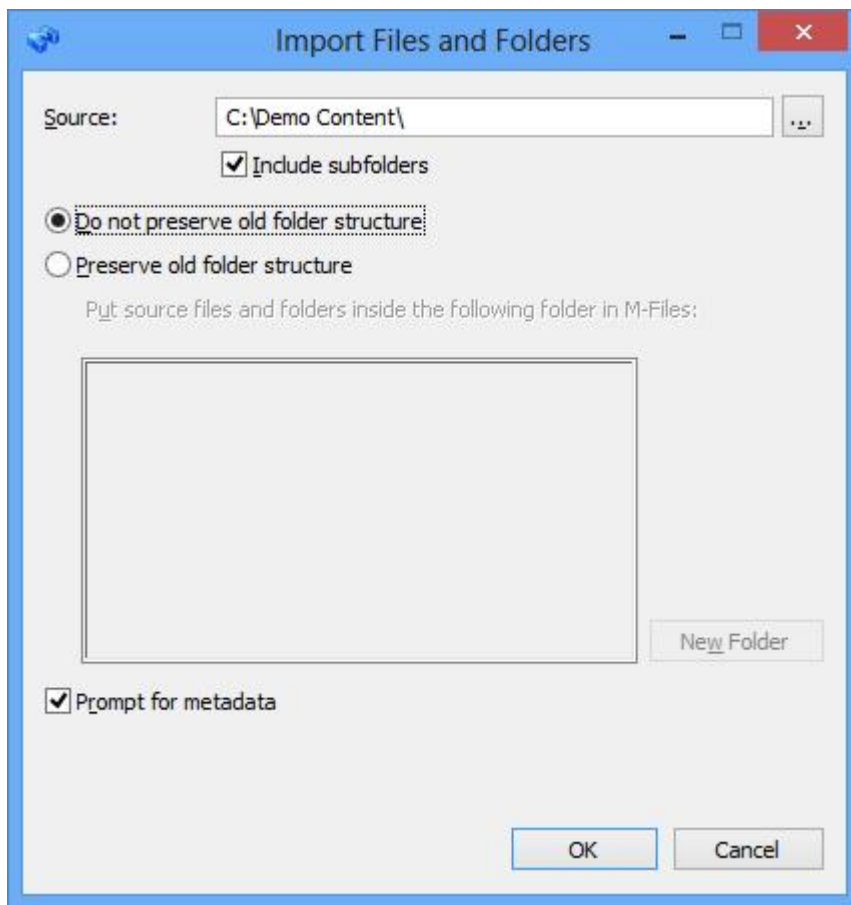 Import Files and Folders
Source: C:\Demo Content\ ...
Include subfolders
Do not preserve old folder structure
Preserve old folder structure
Put source files and folders inside the following folder in M-Files:
New Folder
Prompt for metadata
OK Cancel